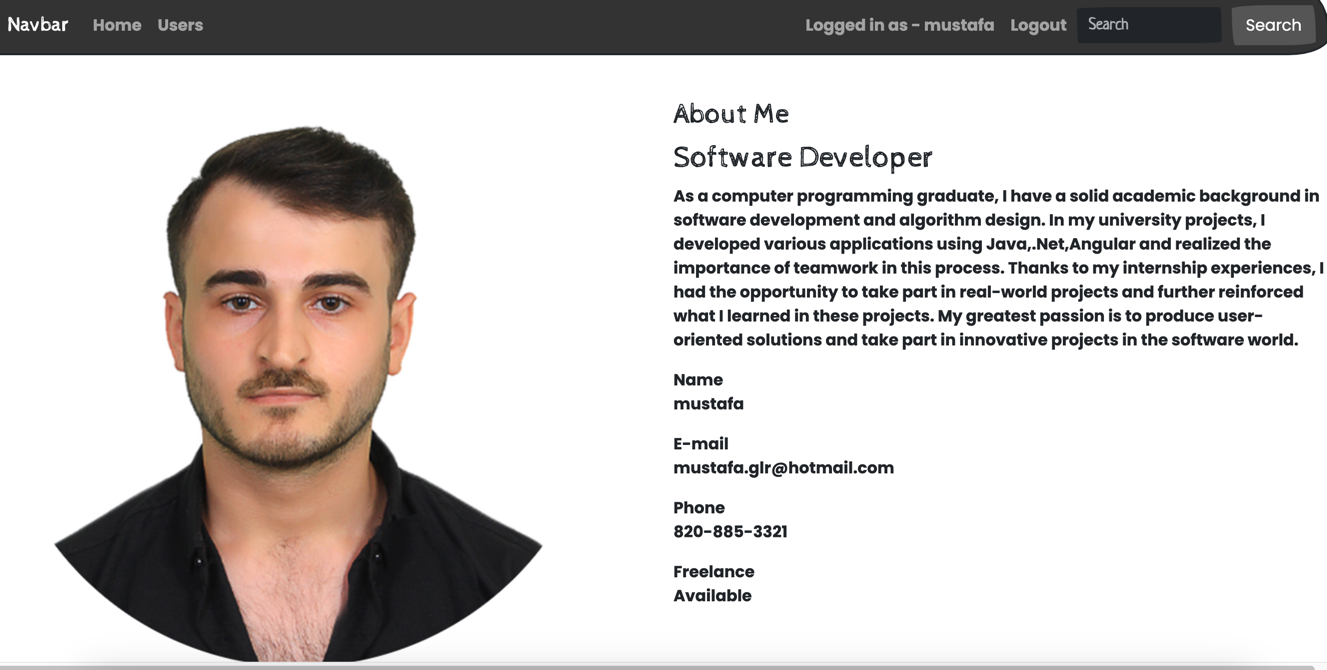 Navbar Home Users Logged in as - mustafa Logout Search Search
About Me
Software Developer
As a computer programming graduate, I have a solid academic background in
software development and algorithm design. In my university projects, I
developed various applications using Java,.Net,Angular and realized the
importance of teamwork in this process. Thanks to my internship experiences, I
had the opportunity to take part in real-world projects and further reinforced
what I learned in these projects. My greatest passion is to produce user-
oriented solutions and take part in innovative projects in the software world.
Name
mustafa
E-mail
mustafa.glr@hotmail.com
Phone
820-885-3321
Freelance
Available